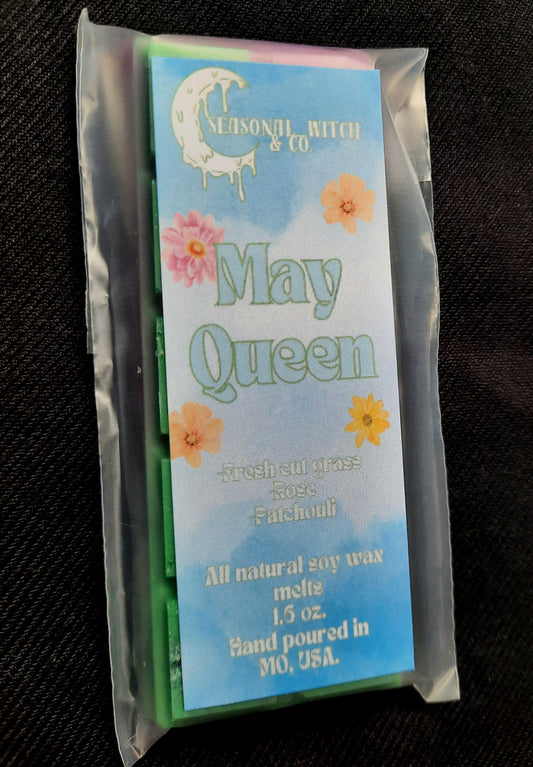 SEASONAL WITCH
& CO.
May
Queen
-Fresh cut grass
-Rose
-Patchouli
All natural soy wax
melts
1.6 oz.
Hand poured in
MO, USA.